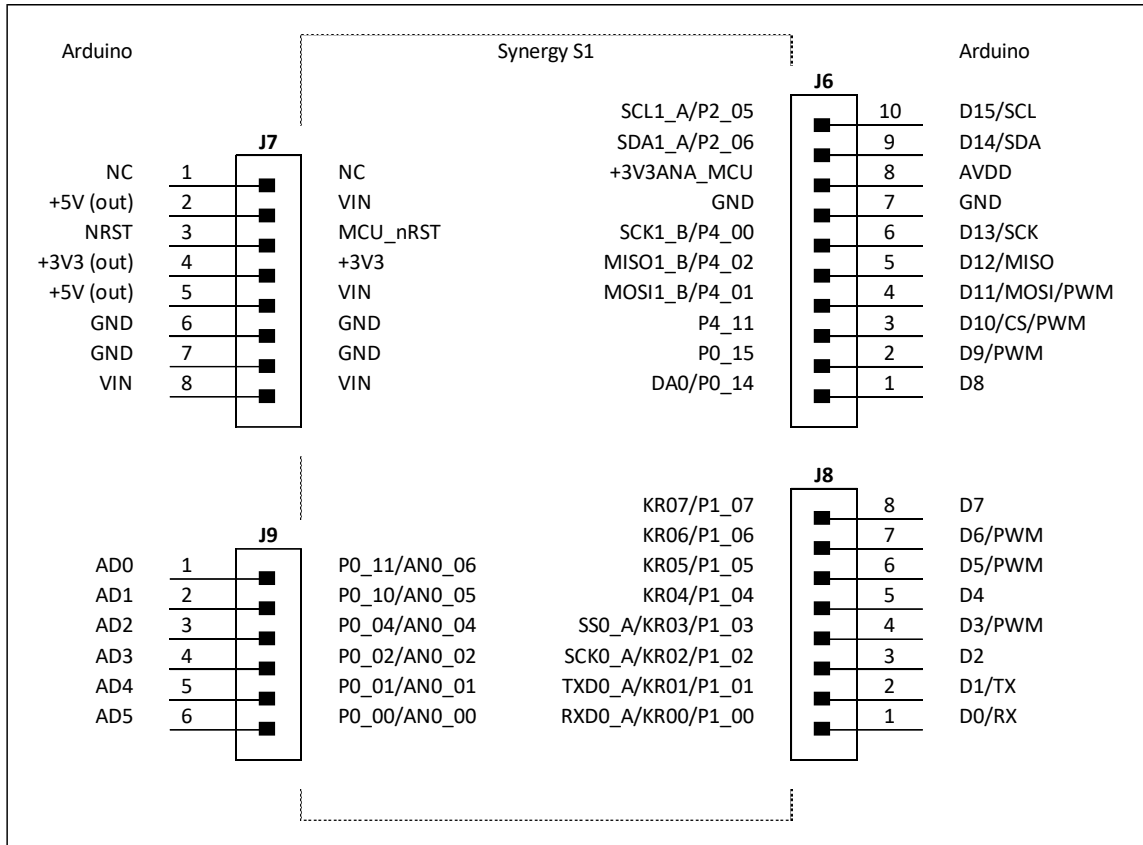 Arduino Synergy S1 Arduino
J6
SCL1_A/P2_05 10 D15/SCL
J7 SDA1_A/P2_06 9 D14/SDA
NC 1 NC +3V3ANA_MCU 8 AVDD
+5V (out) 2 VIN GND 7 GND
NRST 3 MCU_nRST SCK1_B/P4_00 6 D13/SCK
+3V3 (out) 4 +3V3 MISO1_B/P4_02 5 D12/MISO
+5V (out) 5 VIN MOSI1_B/P4_01 4 D11/MOSI/PWM
GND 6 GND P4_11 3 D10/CS/PWM
GND 7 GND P0_15 2 D9/PWM
VIN 8 VIN DA0/P0_14 1 D8
J8
KR07/P1_07 8 D7
J9 KR06/P1_06 7 D6/PWM
AD0 1 P0_11/AN0_06 KR05/P1_05 6 D5/PWM
AD1 2 P0_10/AN0_05 KR04/P1_04 5 D4
AD2 3 P0_04/AN0_04 SS0_A/KR03/P1_03 4 D3/PWM
AD3 4 P0_02/AN0_02 SCK0_A/KR02/P1_02 3 D2
AD4 5 P0_01/AN0_01 TXD0_A/KR01/P1_01 2 D1/TX
AD5 6 P0_00/AN0_00 RXD0_A/KR00/P1_00 1 D0/RX